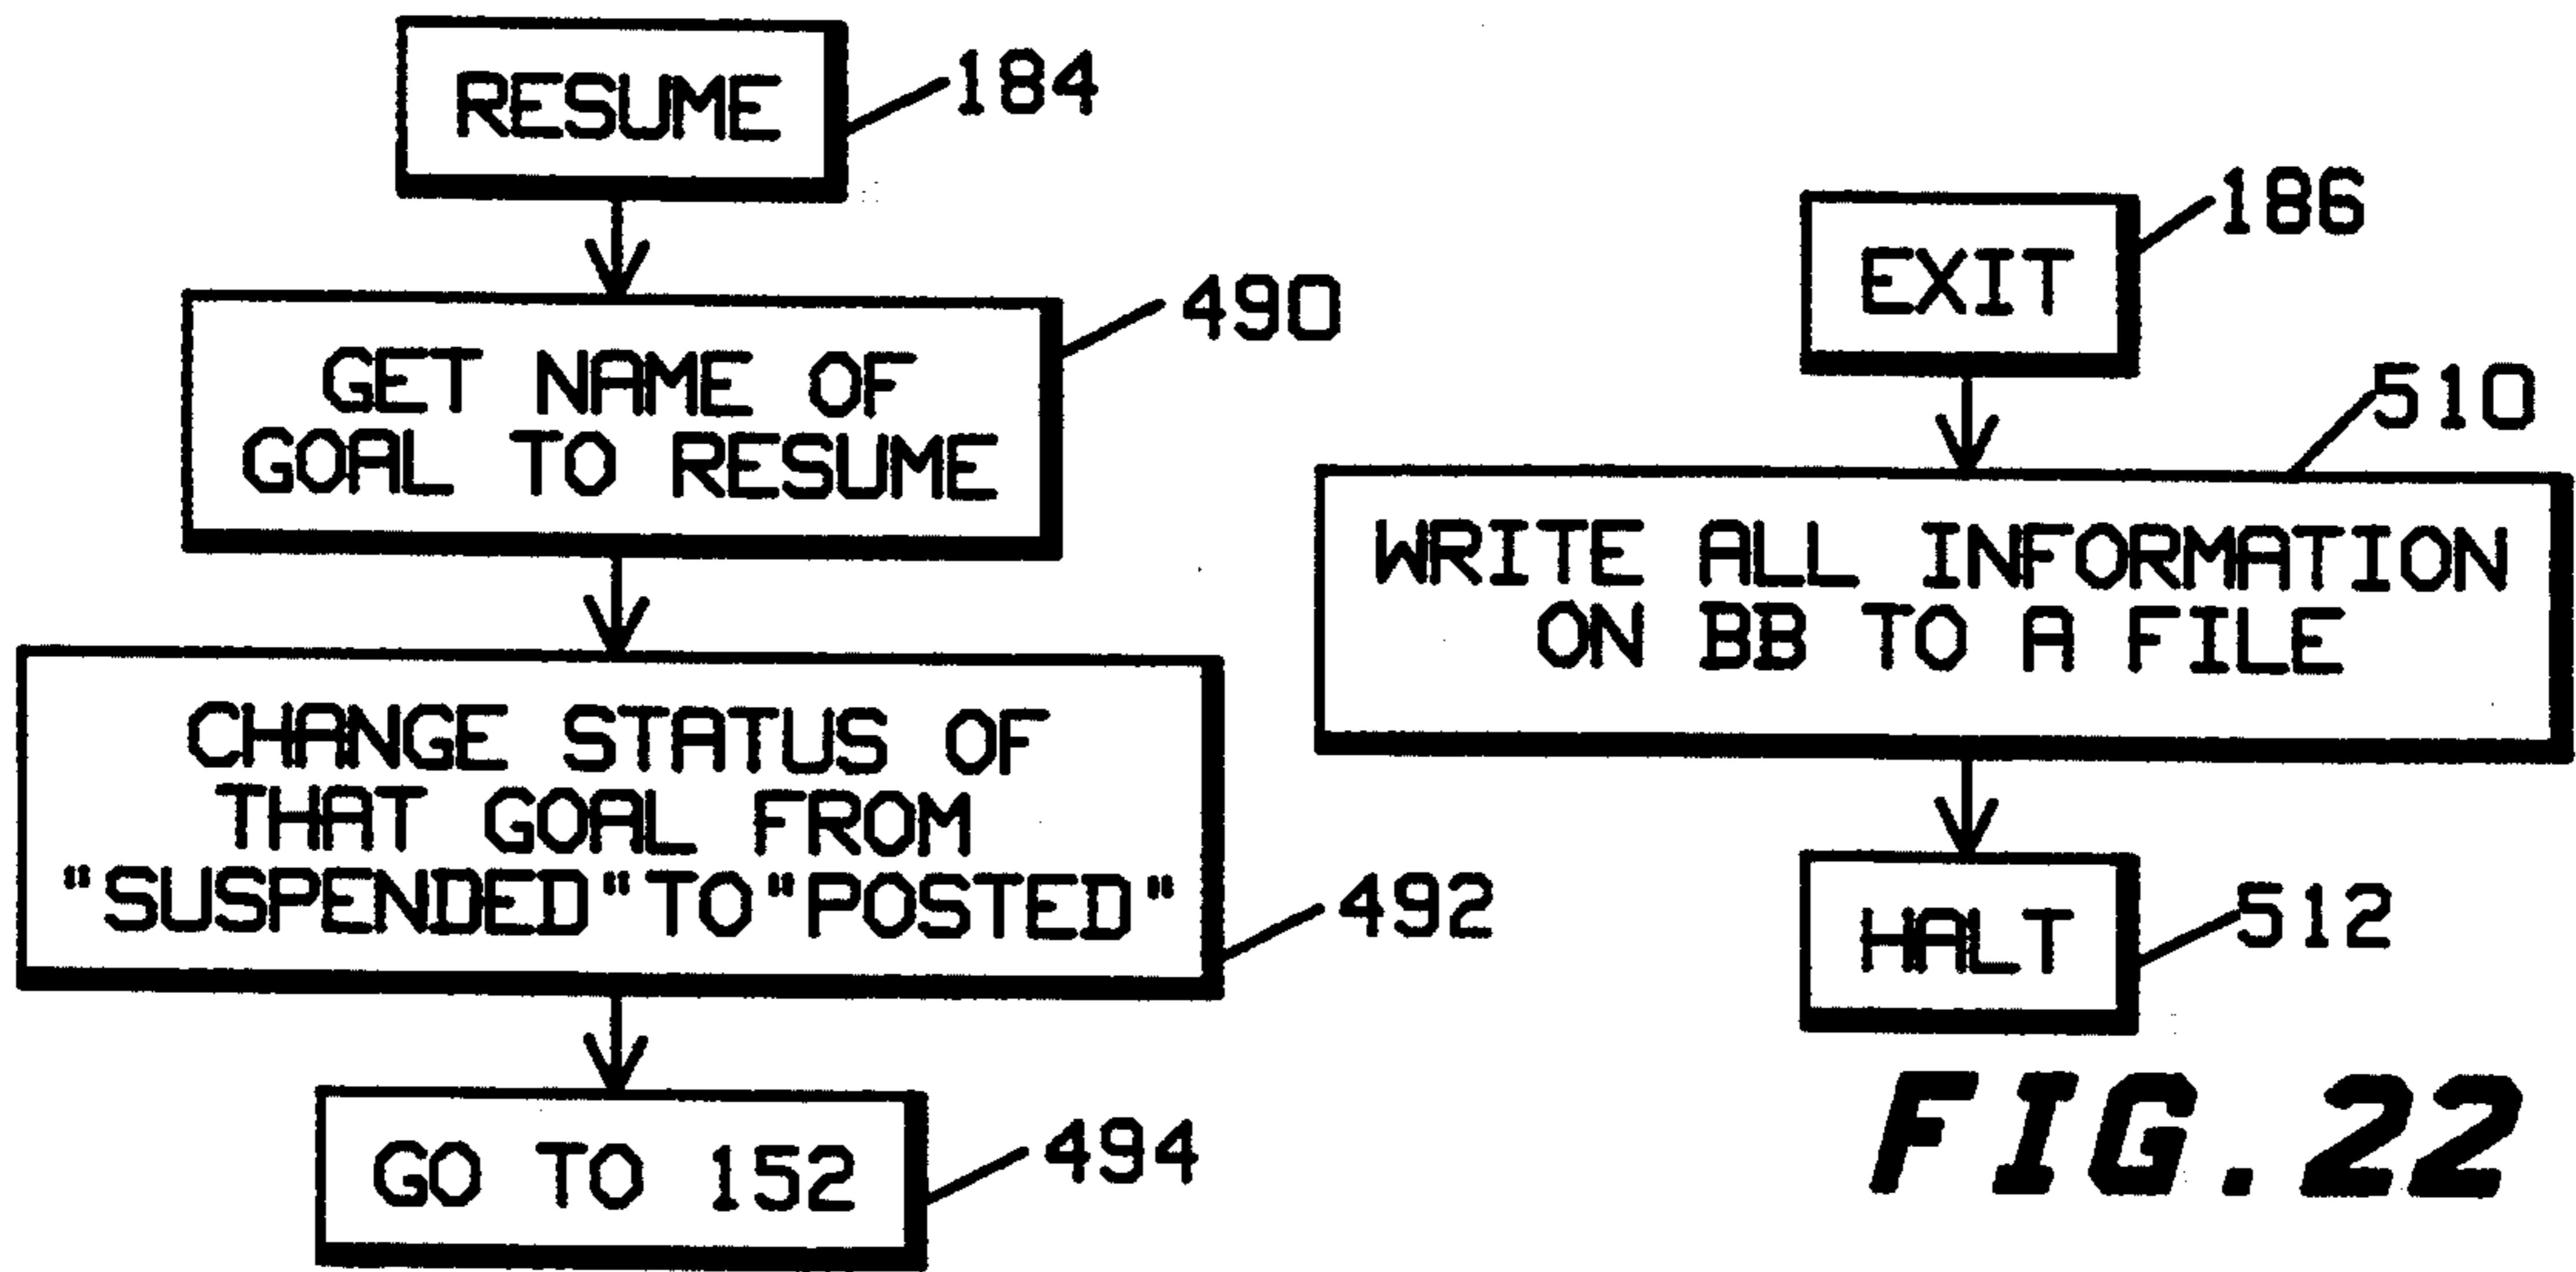 RESUME
184
GET NAME OF
GOAL TO RESUME
490
CHANGE STATUS OF
THAT GOAL FROM
"SUSPENDED" TO "POSTED"
492
GO TO 152
494
EXIT
186
WRITE ALL INFORMATION
ON BB TO A FILE
510
HALT
512
FIG.22